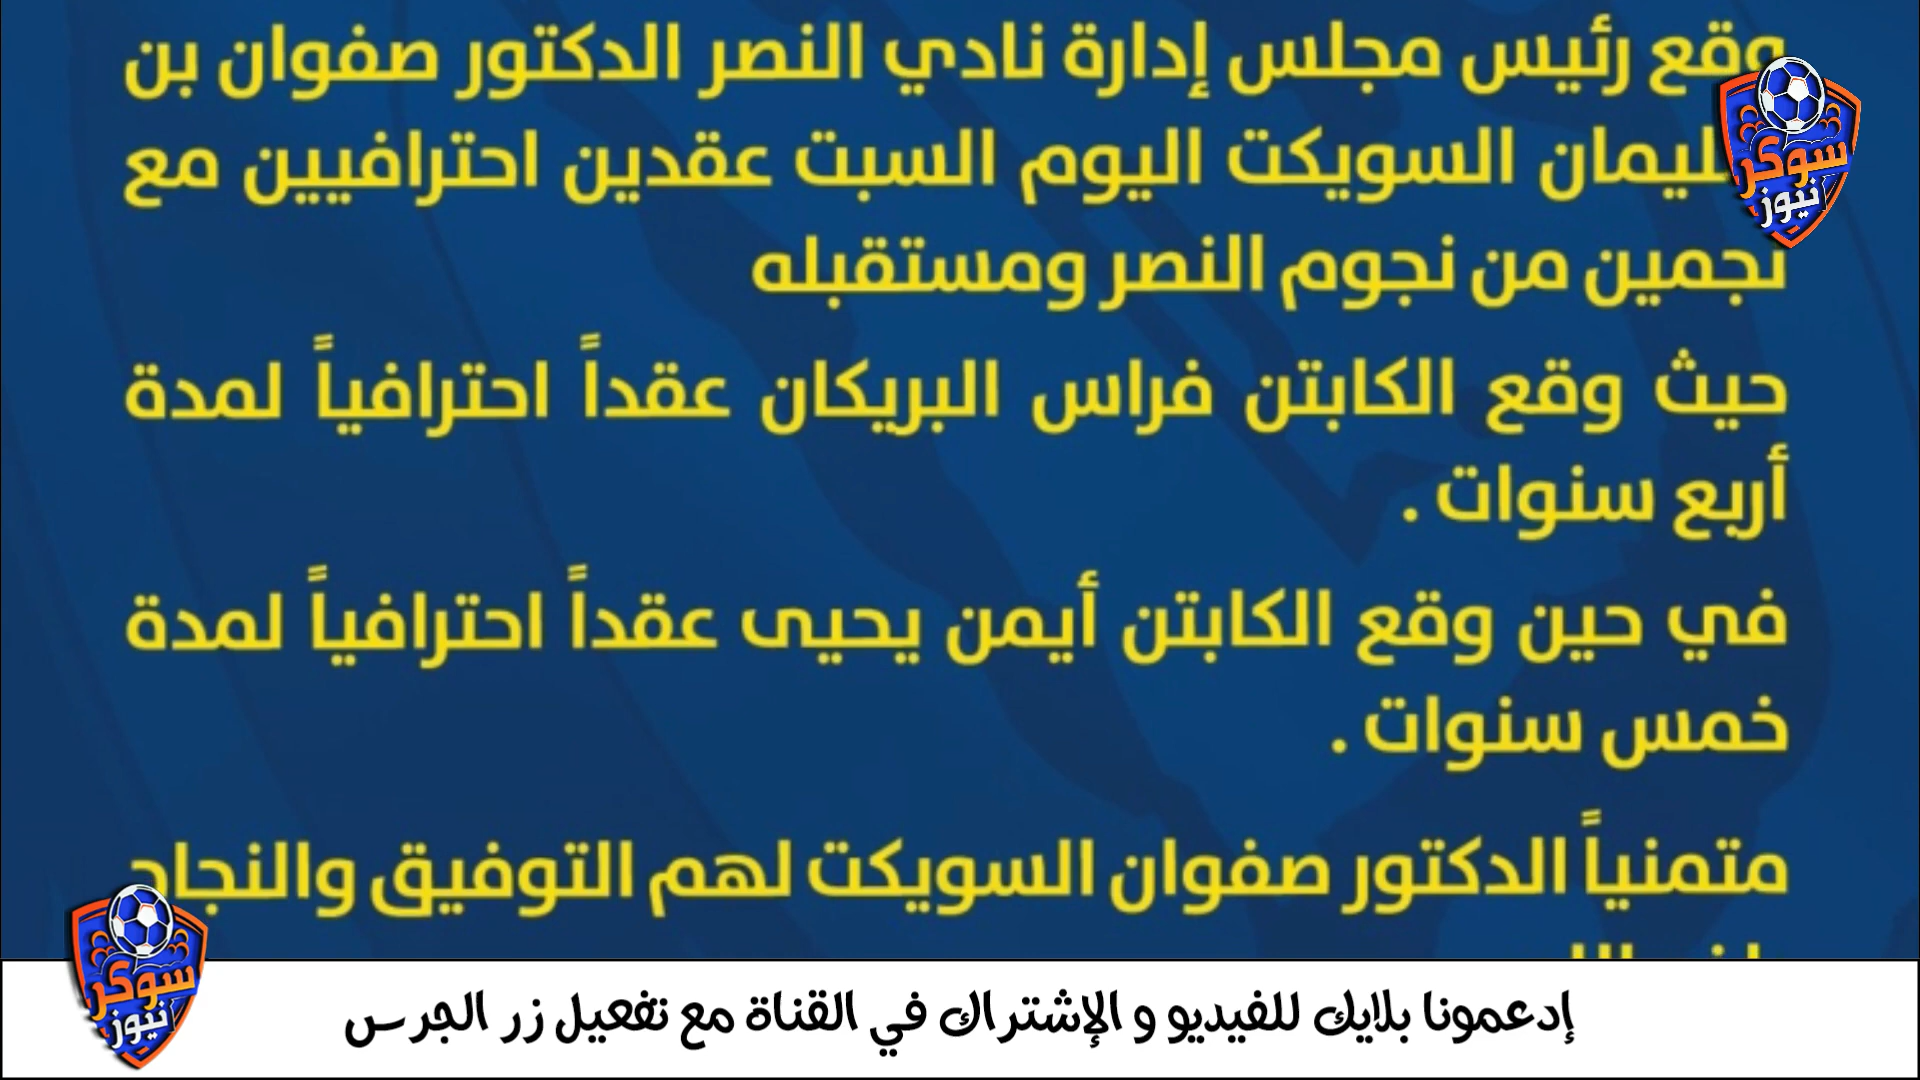 وقع رئيس مجلس إدارة نادي النصر الدكتور صفوان بن
سليمان السويكت اليوم السبت عقدين احترافيين مع
نجمين من نجوم النصر ومستقبله
حيث وقع الكابتن فراس البريكان عقداً احترافياً لمدة
أربع سنوات .
في حين وقع الكابتن أيمن يحيى عقداً احترافياً لمدة
خمس سنوات .
متمنياً الدكتور صفوان السويكت لهم التوفيق والنجاح
سوكر
نيوز
سوكر
نيوز
إدعمونا بلايك للفيديو و الإشتراك في القناة مع تفعيل زر الجرس